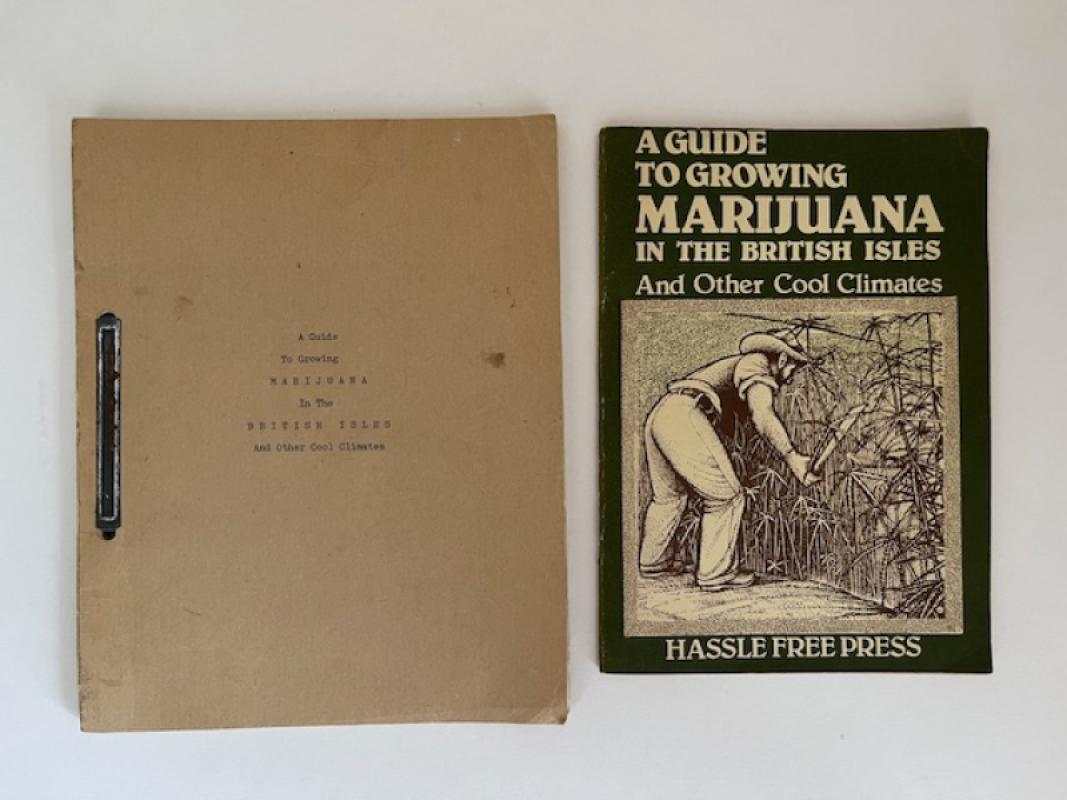 A Guide
To Growing
MARIJUANA
In The
BRITISH ISLES
And Other Cool Climates
A GUIDE
TO GROWING
MARIJUANA
IN THE BRITISH ISLES
And Other Cool Climates
HASSLE FREE PRESS